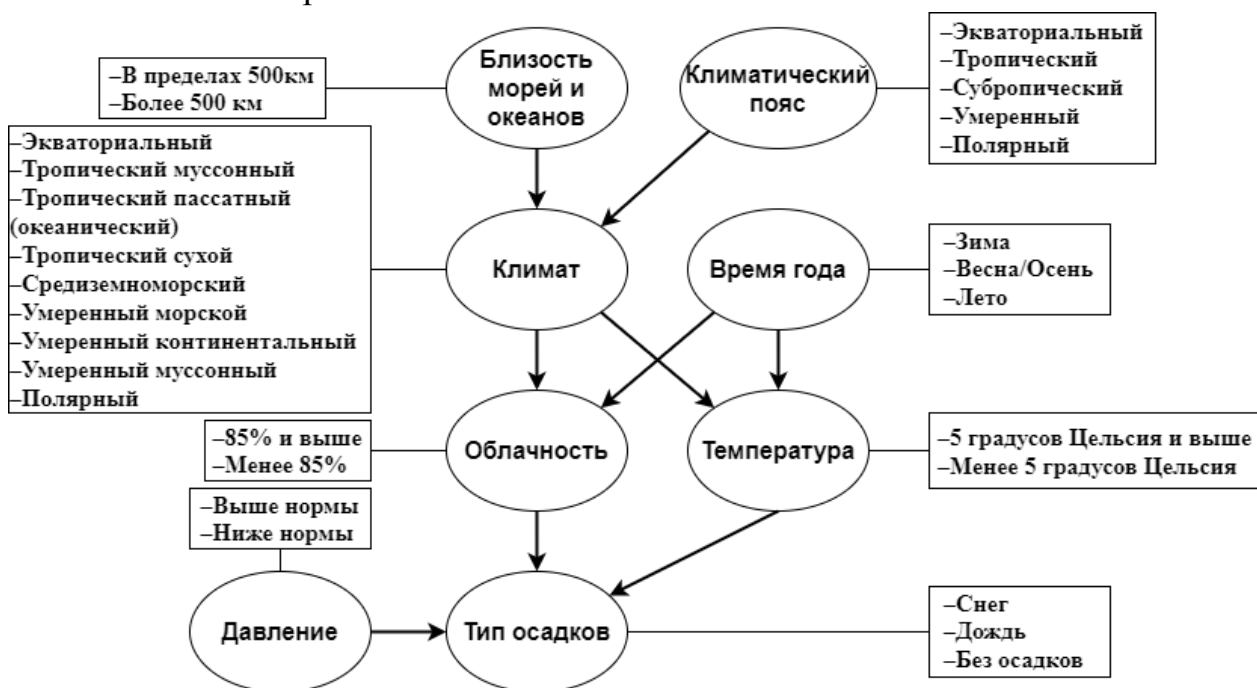 Близость
морей и
океанов
Климатический
пояс
–В пределах 500км
–Более 500 км
–Экваториальный
–Тропический
–Субропический
–Умеренный
–Полярный
–Экваториальный
–Тропический муссонный
–Тропический пассатный
(океанический)
–Тропический сухой
–Средиземноморский
–Умеренный морской
–Умеренный континентальный
–Умеренный муссонный
–Полярный
Климат
Время года
–Зима
–Весна/Осень
–Лето
–85% и выше
–Менее 85%
Облачность
Температура
–5 градусов Цельсия и выше
–Менее 5 градусов Цельсия
–Выше нормы
–Ниже нормы
Давление
Тип осадков
–Снег
–Дождь
–Без осадков